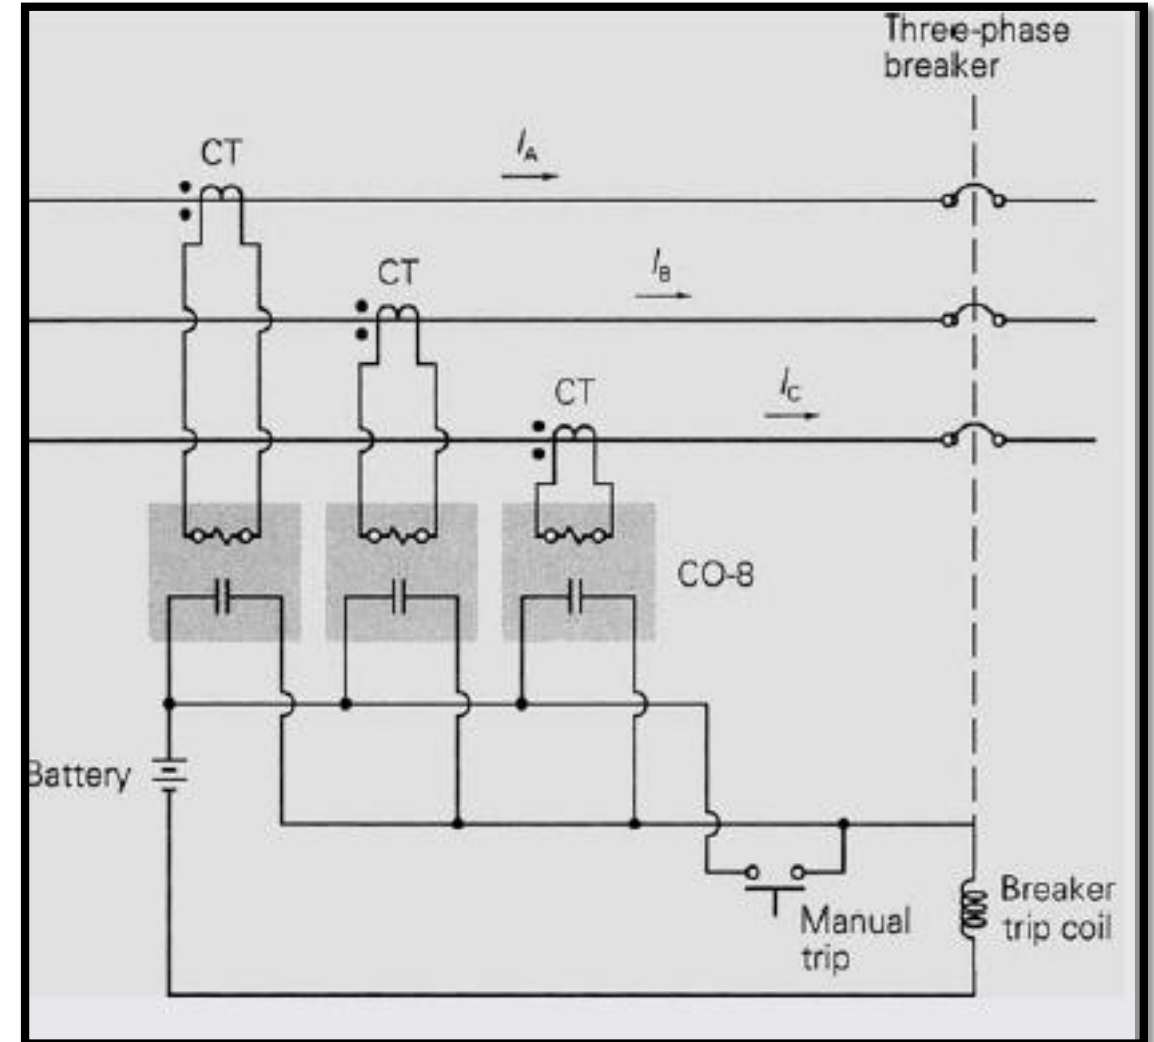 Three-phase
breaker
CT
I_A
CT
I_B
CT
I_C
CO-8
Battery
Manual
trip
Breaker
trip coil